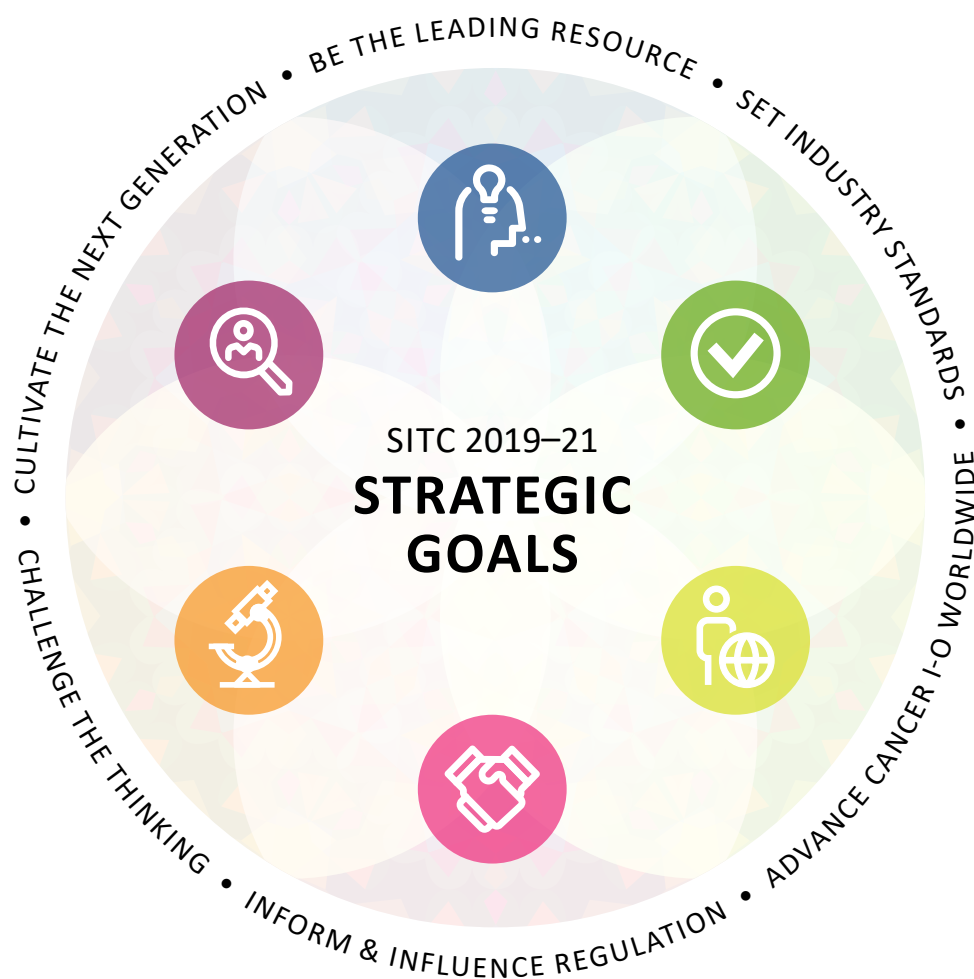 BE THE LEADING RESOURCE •
SET INDUSTRY STANDARDS •
ADVANCE CANCER I-O WORLDWIDE •
INFORM & INFLUENCE REGULATION •
CHALLENGE THE THINKING •
CULTIVATE THE NEXT GENERATION •
SITC 2019–21
STRATEGIC
GOALS